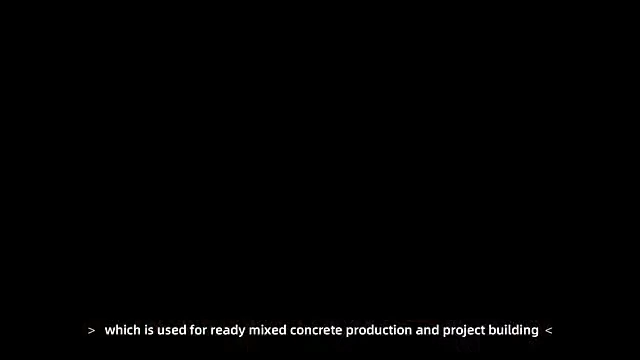 > which is used for ready mixed concrete production and project building <